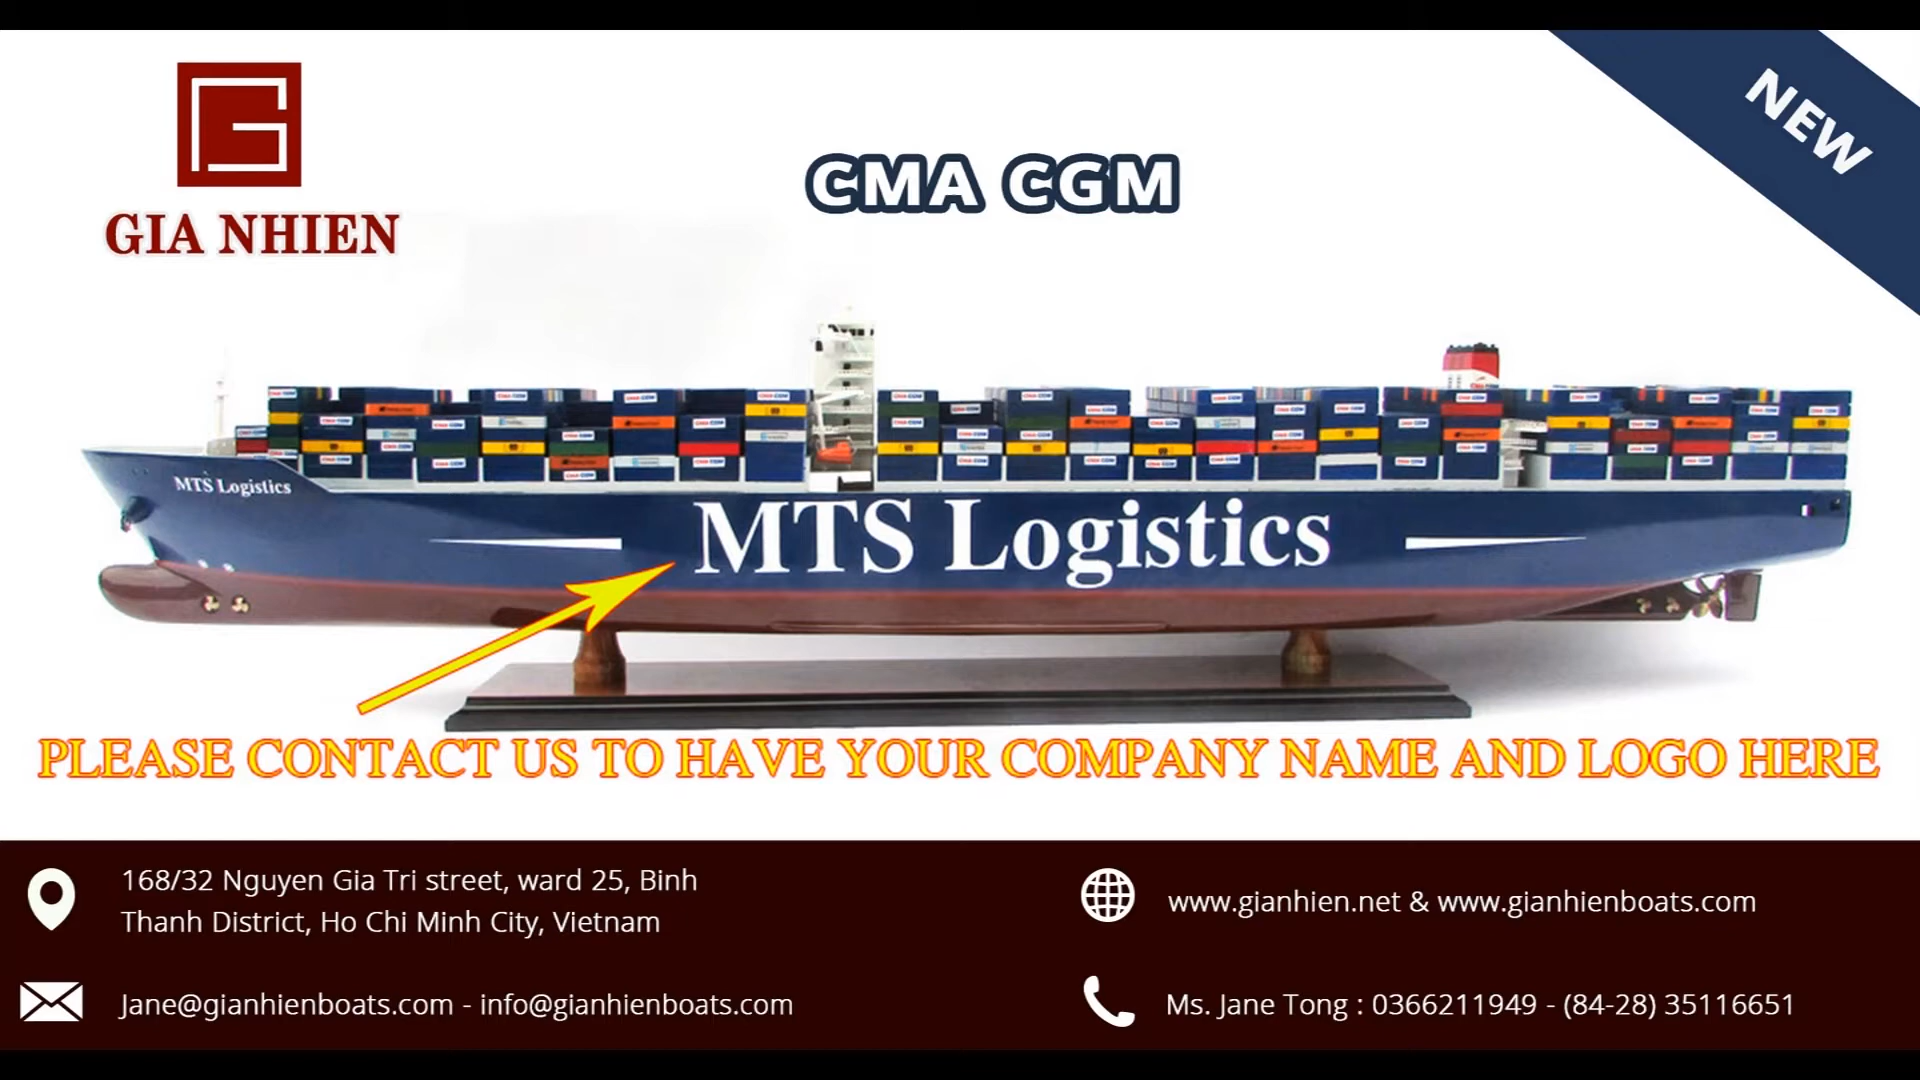 GIA NHIEN
CMA CGM
NEW
MTS Logistics
MTS Logistics
PLEASE CONTACT US TO HAVE YOUR COMPANY NAME AND LOGO HERE
168/32 Nguyen Gia Tri street, ward 25, Binh
Thanh District, Ho Chi Minh City, Vietnam
www.gianhien.net & www.gianhienboats.com
Jane@gianhienboats.com - info@gianhienboats.com
Ms. Jane Tong : 0366211949 - (84-28) 35116651